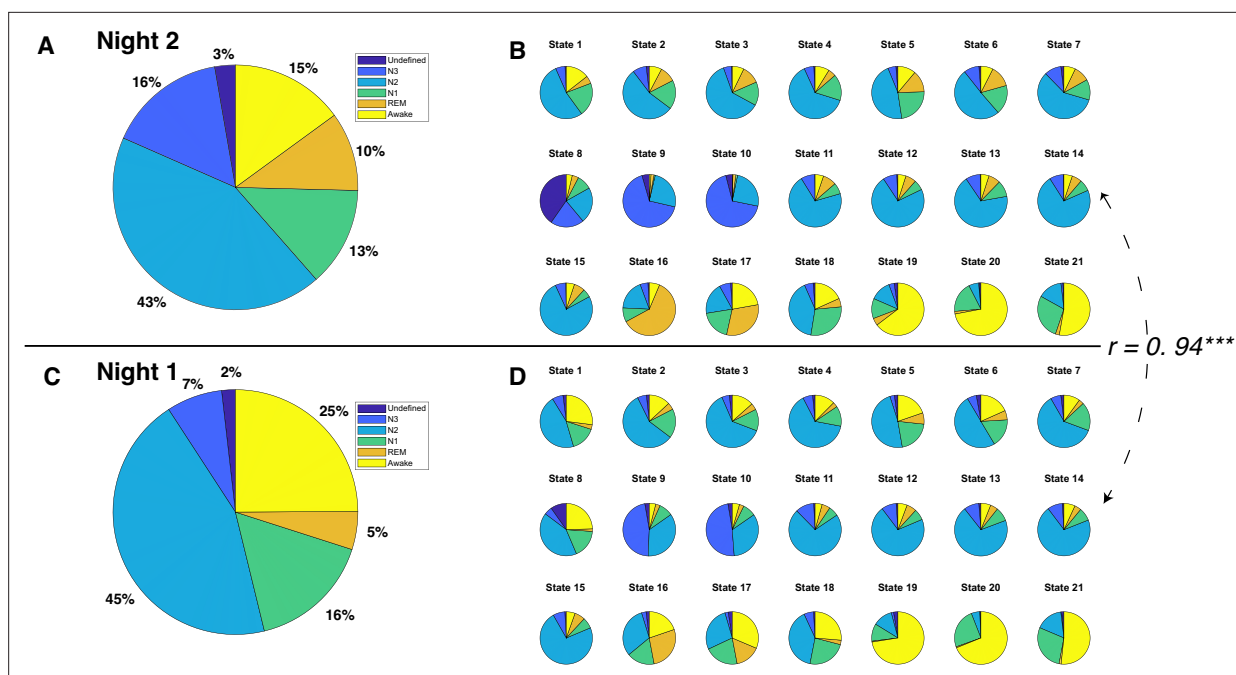 A
Night 2
3%
15%
10%
13%
43%
16%
Undefined
N3
N2
N1
REM
Awake
B
State 1 State 2 State 3 State 4 State 5 State 6 State 7
State 8 State 9 State 10 State 11 State 12 State 13 State 14
State 15 State 16 State 17 State 18 State 19 State 20 State 21
r = 0. 94***
C
Night 1
2%
25%
5%
16%
45%
7%
Undefined
N3
N2
N1
REM
Awake
D
State 1 State 2 State 3 State 4 State 5 State 6 State 7
State 8 State 9 State 10 State 11 State 12 State 13 State 14
State 15 State 16 State 17 State 18 State 19 State 20 State 21